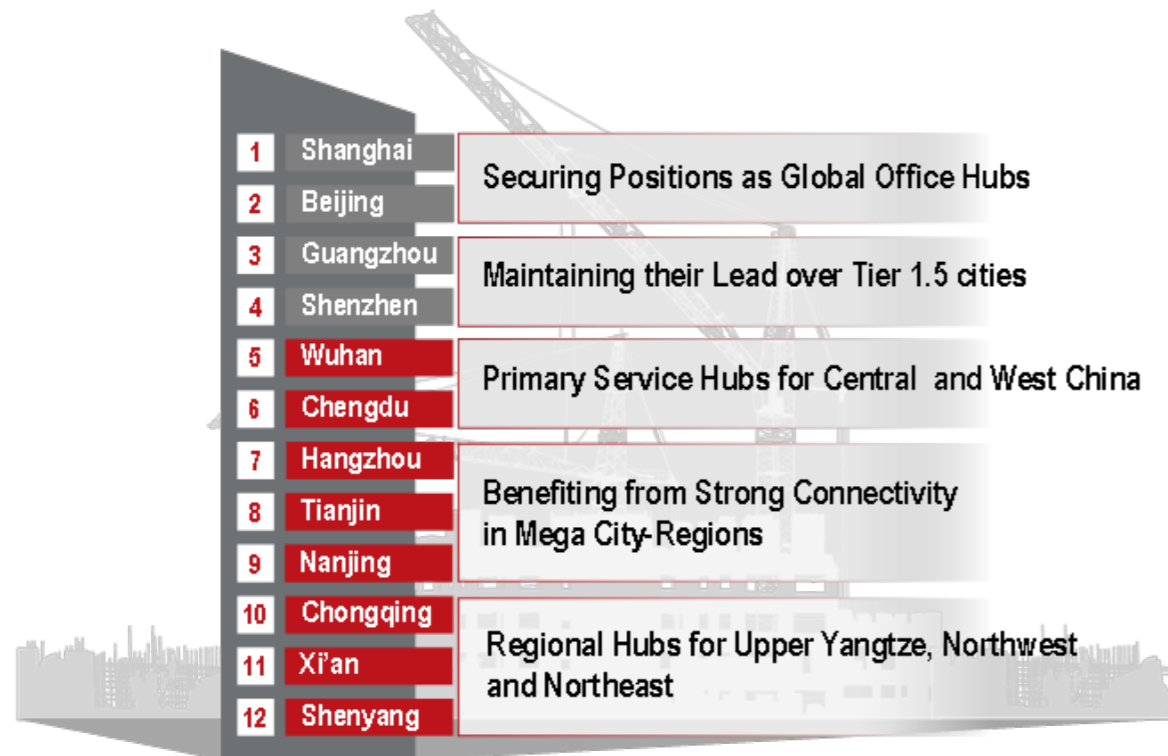 1 Shanghai
2 Beijing
Securing Positions as Global Office Hubs
3 Guangzhou
4 Shenzhen
Maintaining their Lead over Tier 1.5 cities
5 Wuhan
6 Chengdu
Primary Service Hubs for Central and West China
7 Hangzhou
8 Tianjin
9 Nanjing
Benefiting from Strong Connectivity
in Mega City-Regions
10 Chongqing
11 Xi'an
12 Shenyang
Regional Hubs for Upper Yangtze, Northwest
and Northeast